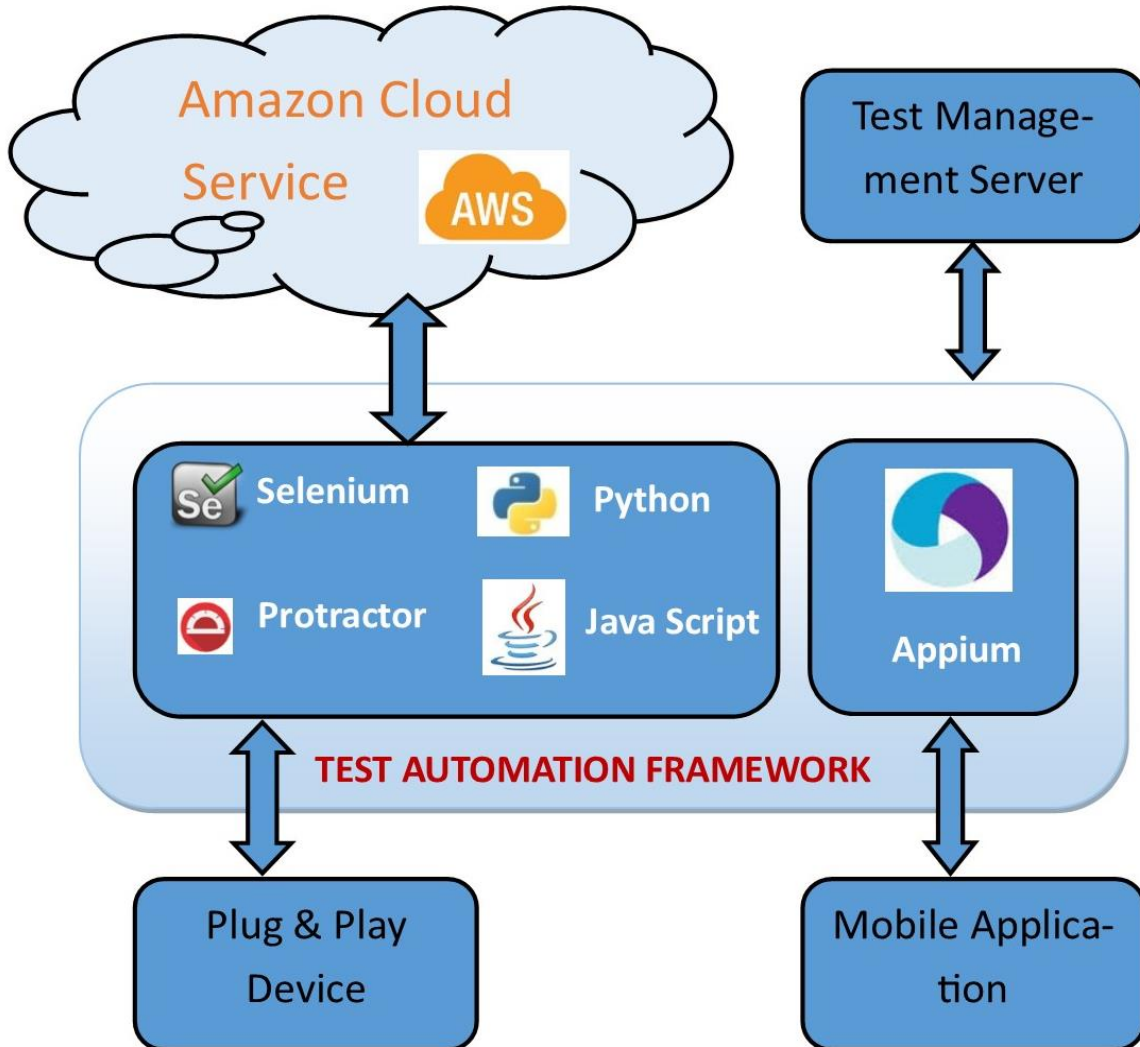 Amazon Cloud
Service
AWS
Test Manage-
ment Server
Se
Selenium
Python
Protractor
Java Script
Appium
TEST AUTOMATION FRAMEWORK
Plug & Play
Device
Mobile Applica-
tion